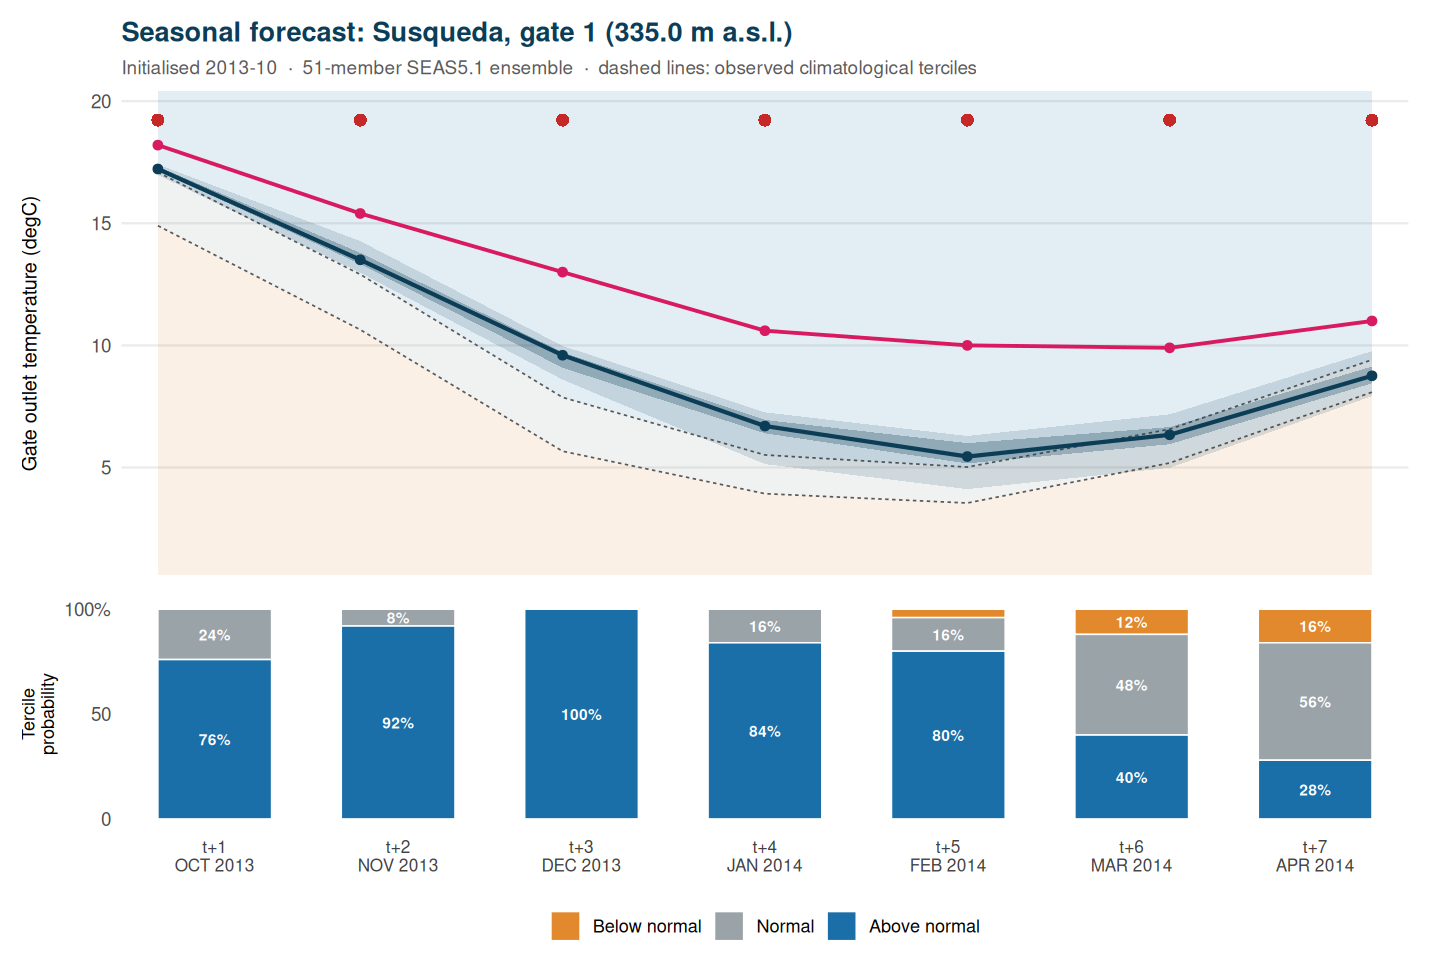 Seasonal forecast: Susqueda, gate 1 (335.0 m a.s.l.)
Initialised 2013-10 · 51-member SEAS5.1 ensemble · dashed lines: observed climatological terciles
Gate outlet temperature (degC)
20
15
10
5
Tercile
probability
100%
50
0
24%
8%
16%
16%
12%
16%
76%
92%
100%
84%
80%
48%
56%
40%
28%
t+1
OCT 2013
t+2
NOV 2013
t+3
DEC 2013
t+4
JAN 2014
t+5
FEB 2014
t+6
MAR 2014
t+7
APR 2014
Below normal
Normal
Above normal